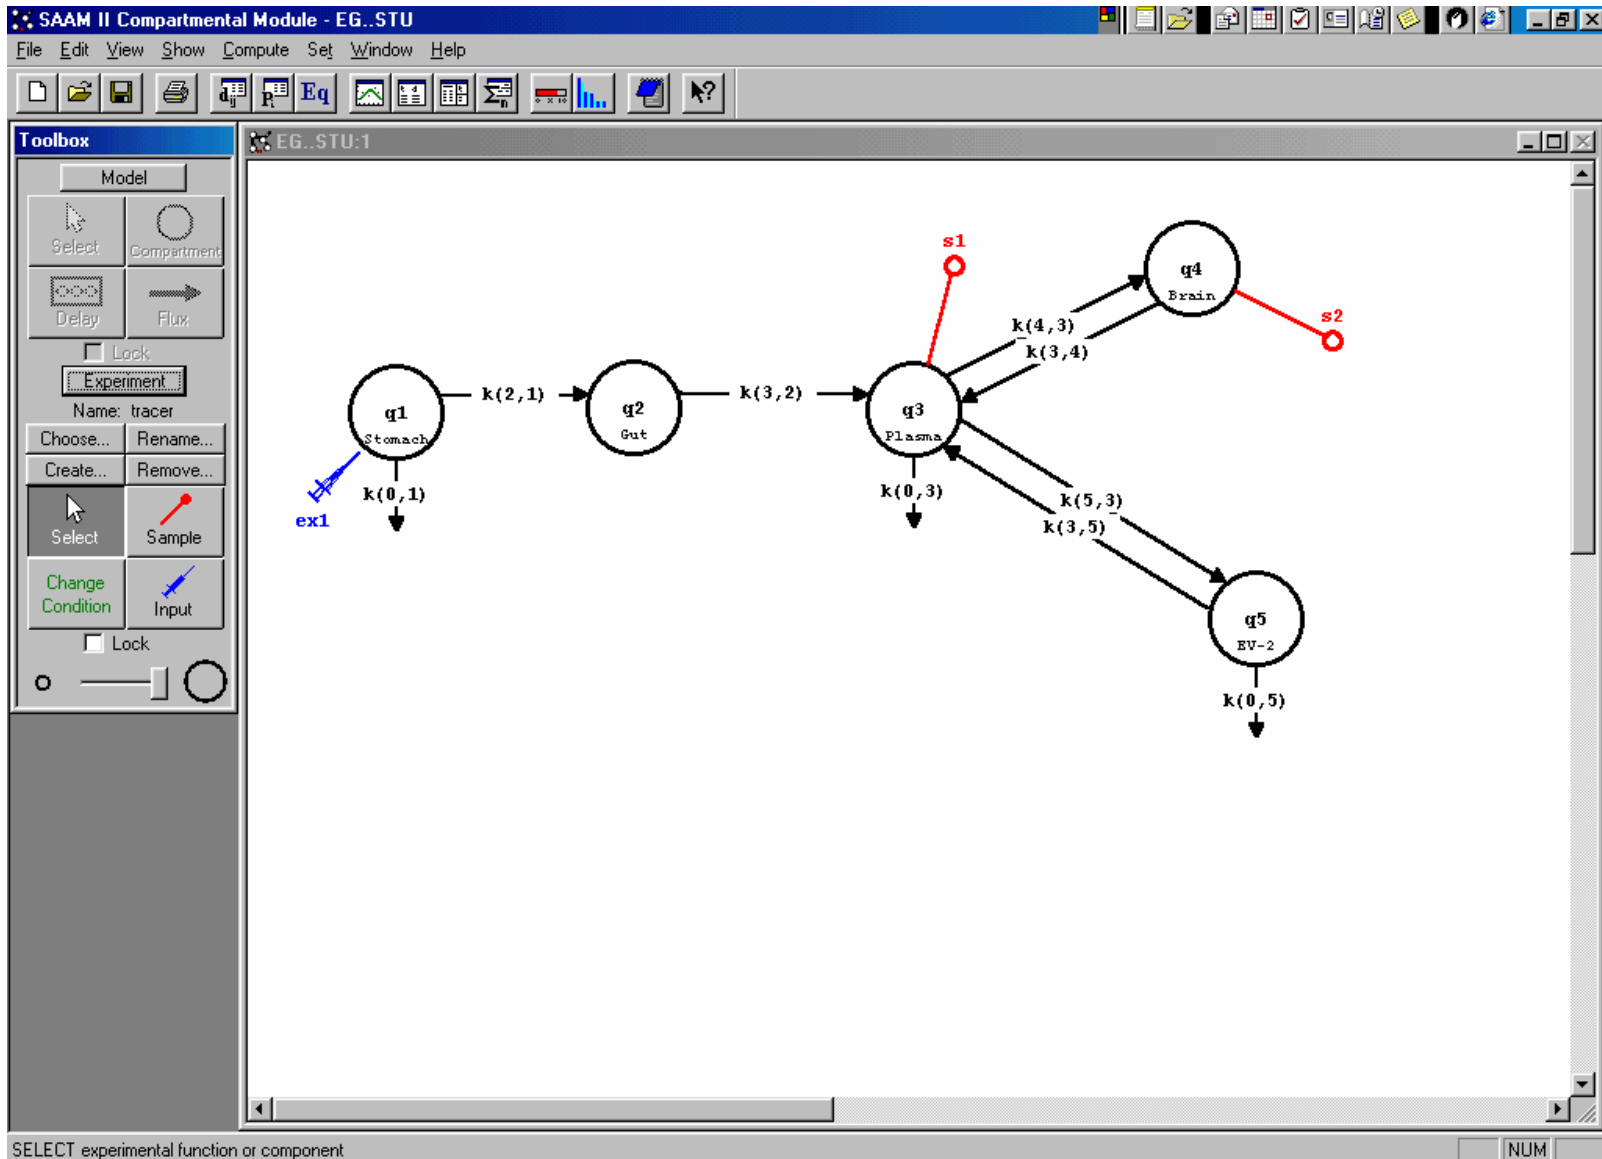 SAAM II Compartmental Module - EG..STU
File Edit View Show Compute Set Window Help
Eq
Toolbox
EG..STU:1
Model
Select
Compartment
Delay
Flux
Lock
Experiment
Name: tracer
Choose...
Rename...
Create...
Remove...
Select
Sample
Change
Condition
Input
Lock
s1
q4
Brain
s2
k(4,3)
k(3,4)
q1
Stomach
k(2,1)
q2
Gut
k(3,2)
q3
Plasma
k(0,1)
ex1
k(0,3)
k(5,3)
k(3,5)
q5
EV-2
k(0,5)
SELECT experimental function or component
NUM